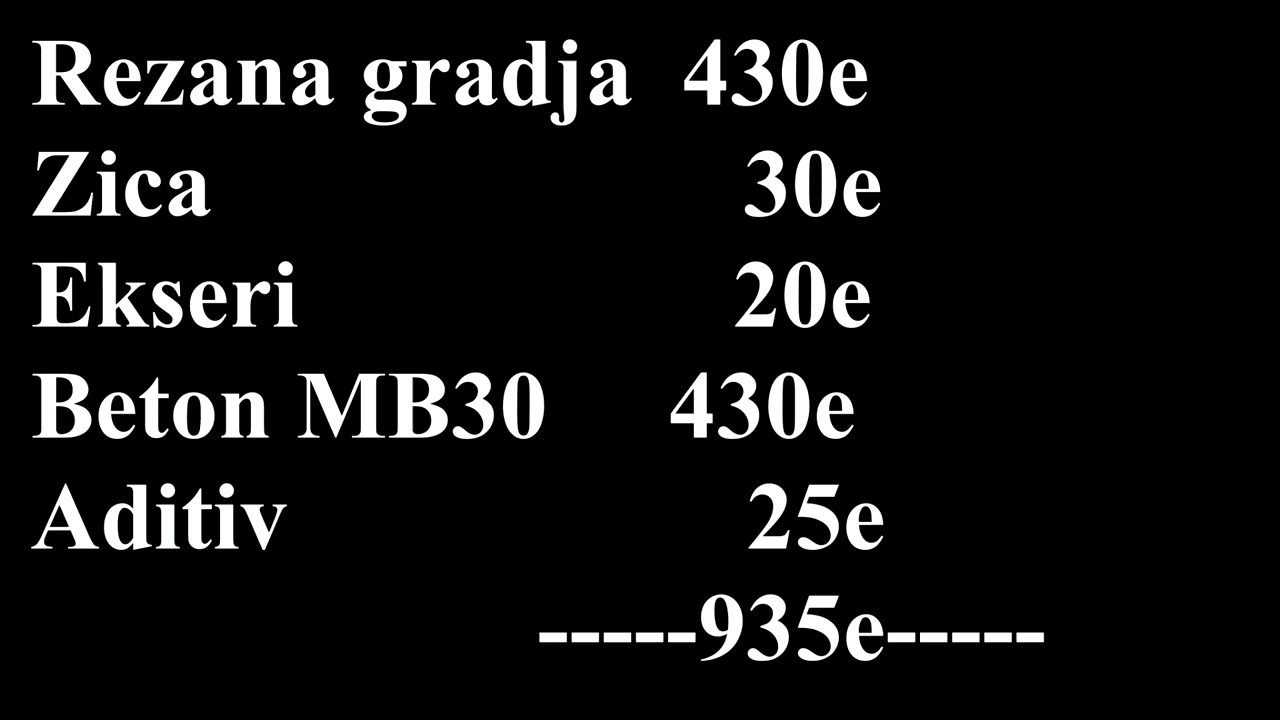 Rezana gradja 430e
Zica 30e
Ekseri 20e
Beton MB30 430e
Aditiv 25e
-----935e-----